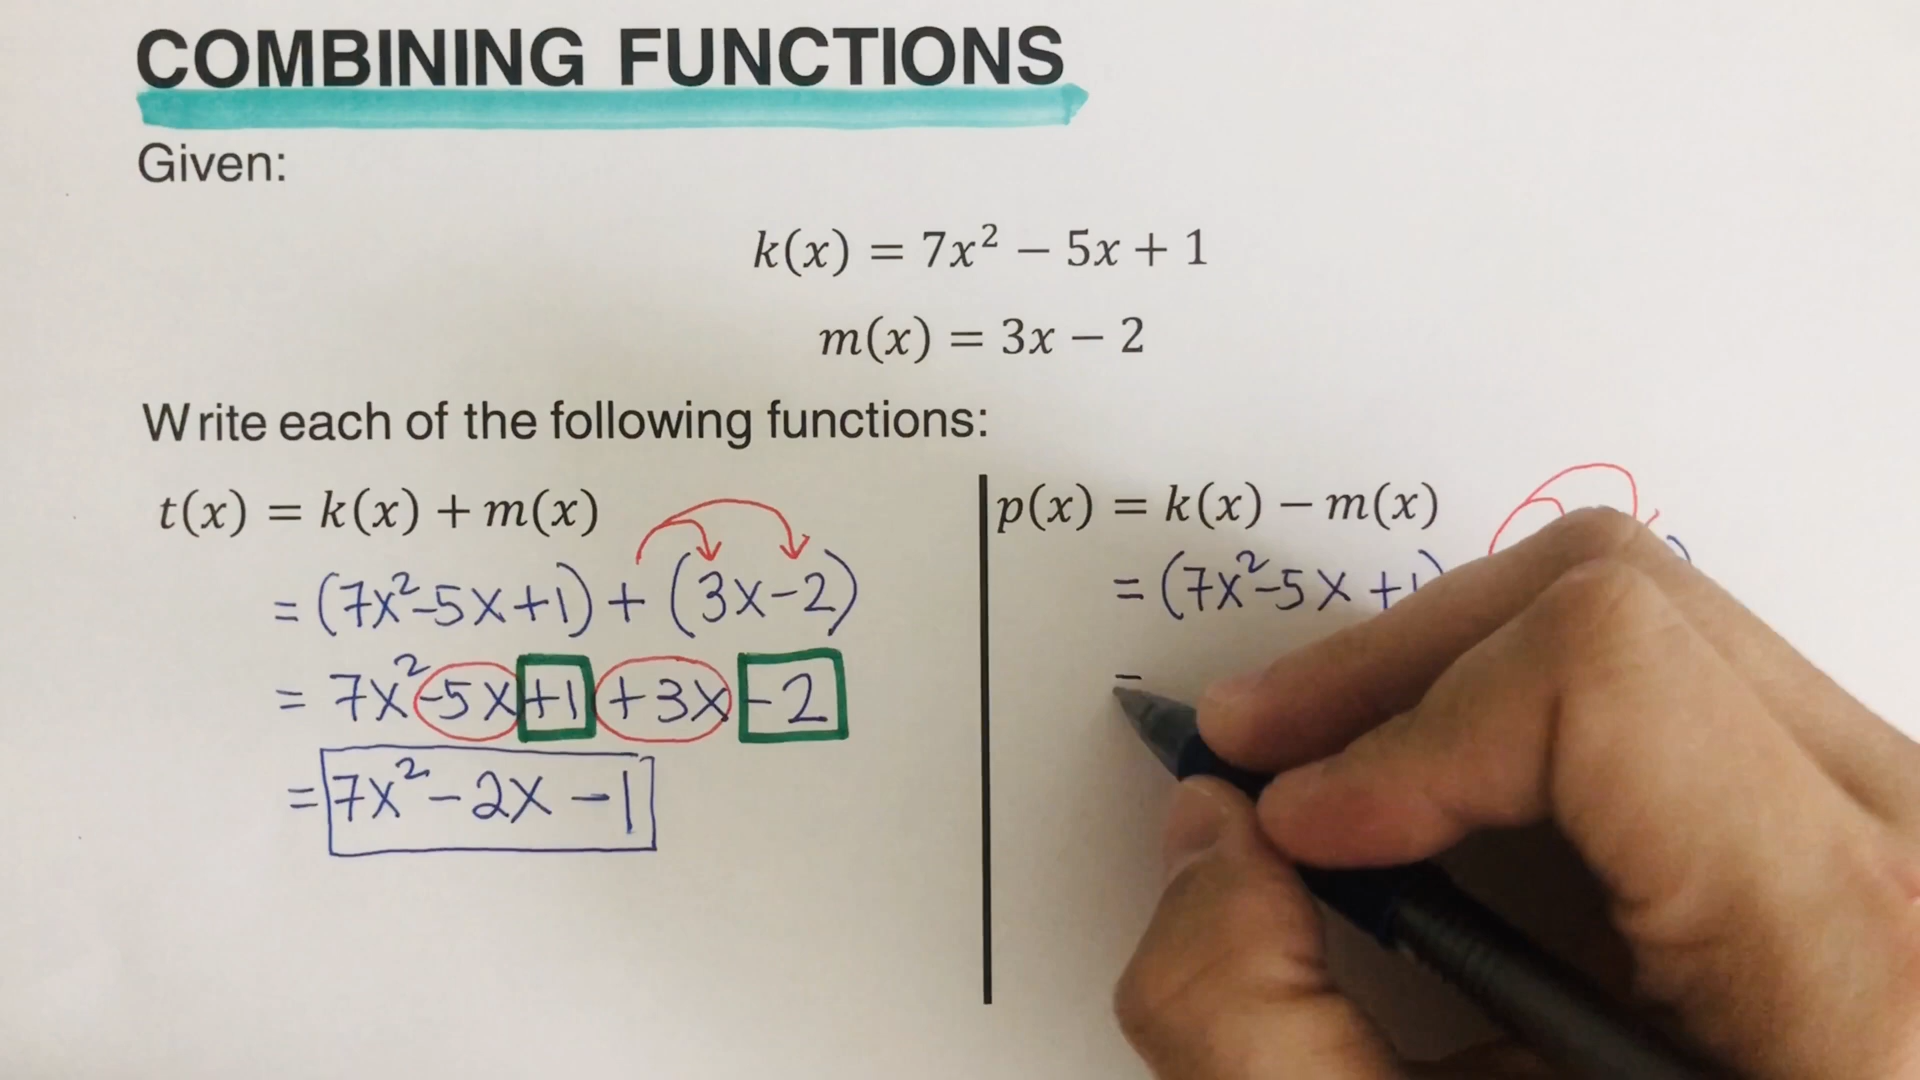 COMBINING FUNCTIONS
Given:
k(x) = 7x² − 5x + 1
m(x) = 3x − 2
Write each of the following functions:
t(x) = k(x) + m(x)
= (7x²-5x+1) + (3x-2)
= 7x²-5x+1+3x-2
= 7x²-2x-1
p(x) = k(x) − m(x)
= (7x²-5x+1)